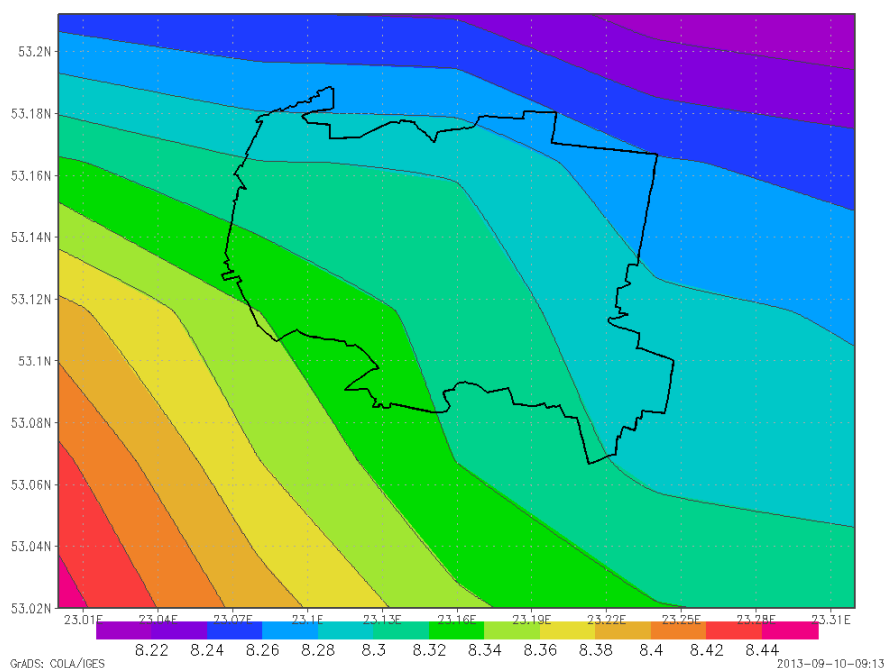 53.2N
53.18N
53.16N
53.14N
53.12N
53.1N
53.08N
53.06N
53.04N
53.02N
23.01E 23.04E 23.07E 23.1E 23.13E 23.16E 23.19E 23.22E 23.25E 23.28E 23.31E
8.22 8.24 8.26 8.28 8.3 8.32 8.34 8.36 8.38 8.4 8.42 8.44
GrADS: COLA/IGES 2013-09-10-09:13